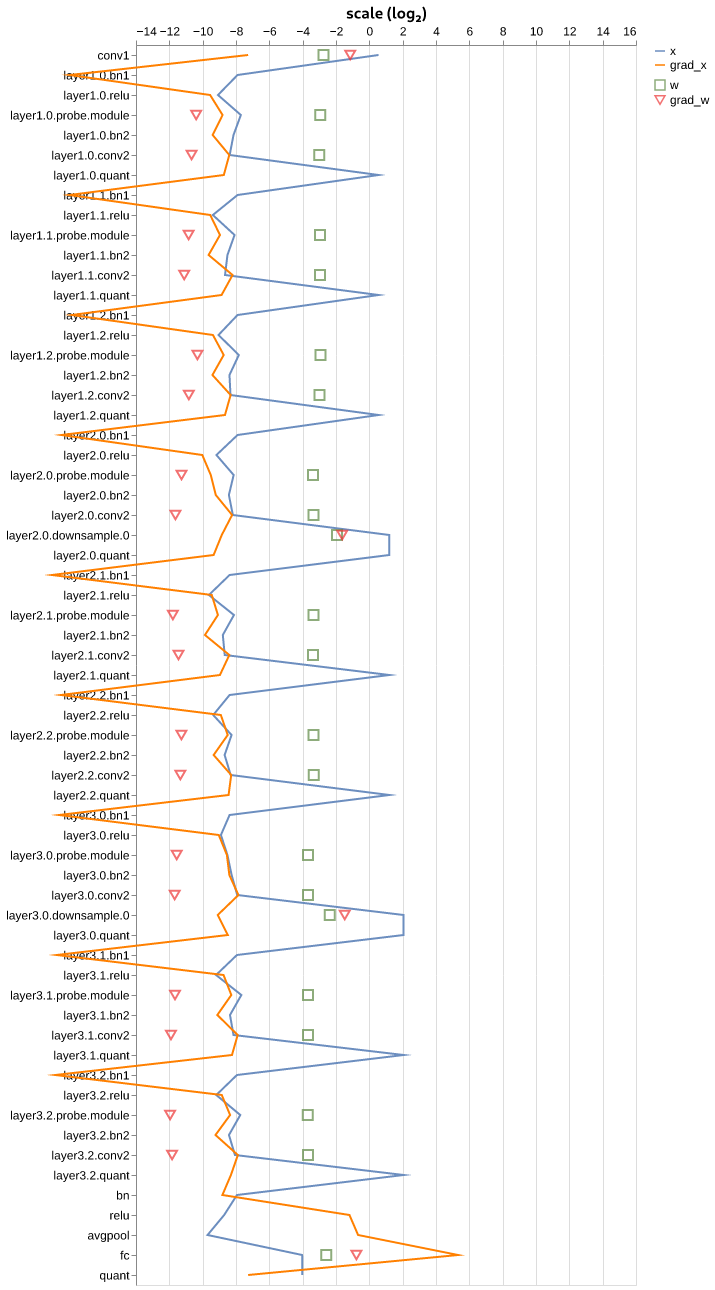 scale (log₂)
−14 −12 −10 −8 −6 −4 −2 0 2 4 6 8 10 12 14 16
x
grad_x
w
grad_w
conv1
layer1.0.bn1
layer1.0.relu
layer1.0.probe.module
layer1.0.bn2
layer1.0.conv2
layer1.0.quant
layer1.1.bn1
layer1.1.relu
layer1.1.probe.module
layer1.1.bn2
layer1.1.conv2
layer1.1.quant
layer1.2.bn1
layer1.2.relu
layer1.2.probe.module
layer1.2.bn2
layer1.2.conv2
layer1.2.quant
layer2.0.bn1
layer2.0.relu
layer2.0.probe.module
layer2.0.bn2
layer2.0.conv2
layer2.0.downsample.0
layer2.0.quant
layer2.1.bn1
layer2.1.relu
layer2.1.probe.module
layer2.1.bn2
layer2.1.conv2
layer2.1.quant
layer2.2.bn1
layer2.2.relu
layer2.2.probe.module
layer2.2.bn2
layer2.2.conv2
layer2.2.quant
layer3.0.bn1
layer3.0.relu
layer3.0.probe.module
layer3.0.bn2
layer3.0.conv2
layer3.0.downsample.0
layer3.0.quant
layer3.1.bn1
layer3.1.relu
layer3.1.probe.module
layer3.1.bn2
layer3.1.conv2
layer3.1.quant
layer3.2.bn1
layer3.2.relu
layer3.2.probe.module
layer3.2.bn2
layer3.2.conv2
layer3.2.quant
bn
relu
avgpool
fc
quant